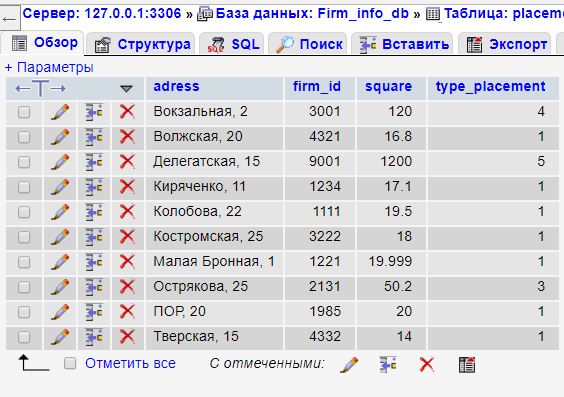 Сервер: 127.0.0.1:3306 » База данных: Firm_info_db » Таблица: placeme
Обзор Структура SQL Поиск Вставить Экспорт
+ Параметры
←T→ adress firm_id square type_placement
Вокзальная, 2 3001 120 4
Волжская, 20 4321 16.8 1
Делегатская, 15 9001 1200 5
Киряченко, 11 1234 17.1 1
Колобова, 22 1111 19.5 1
Костромская, 25 3222 18 1
Малая Бронная, 1 1221 19.999 1
Острякова, 25 2131 50.2 3
ПОР, 20 1985 20 1
Тверская, 15 4332 14 1
Отметить все С отмеченными: